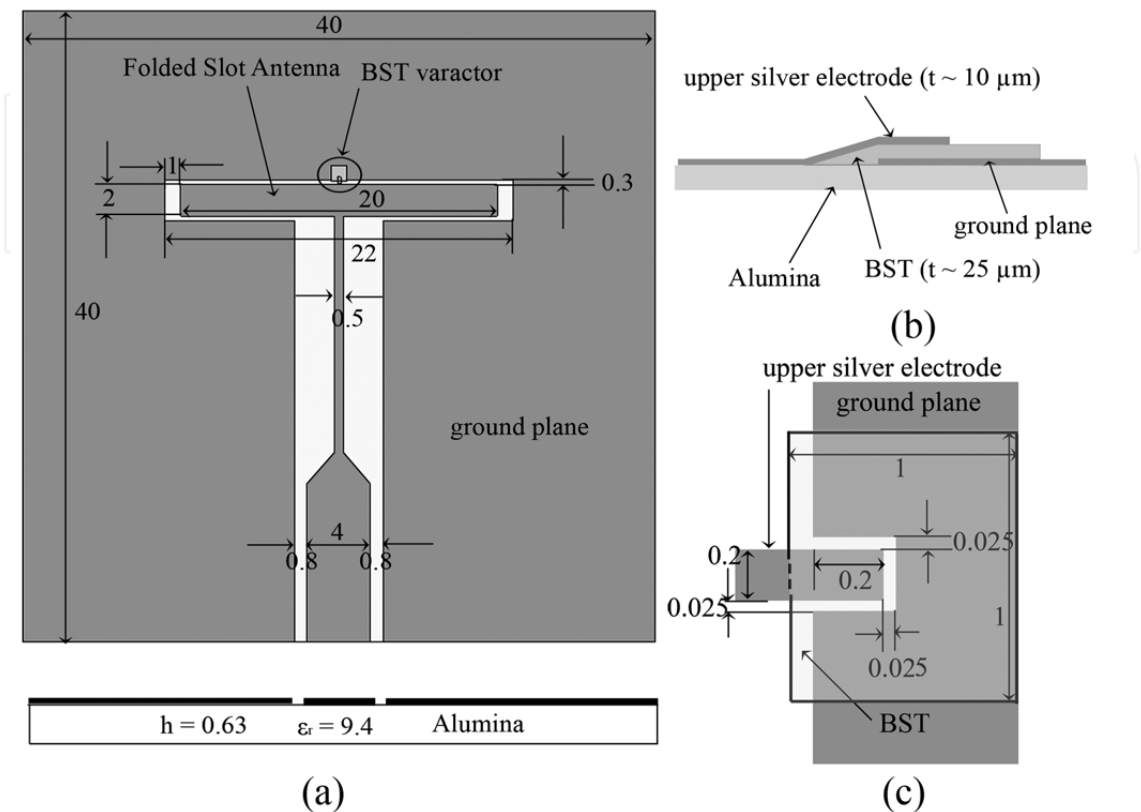 40
Folded Slot Antenna
BST varactor
1
2
20
0.3
22
40
0.5
ground plane
4
0.8
0.8
h = 0.63
εr = 9.4
Alumina
(a)
upper silver electrode (t ~ 10 µm)
ground plane
BST (t ~ 25 µm)
Alumina
(b)
upper silver electrode
ground plane
1
0.025
0.2
0.2
0.025
1
0.025
BST
(c)